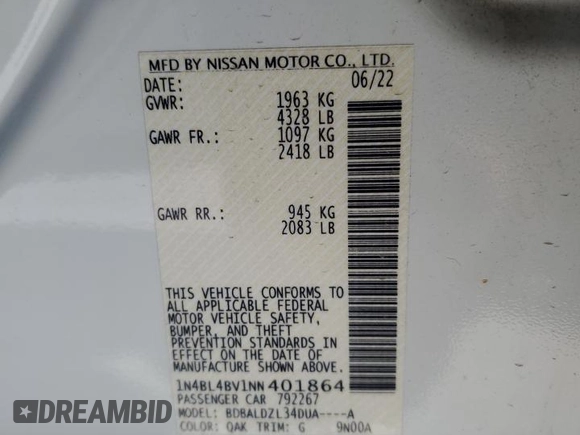 MFD BY NISSAN MOTOR CO., LTD.
DATE: 06/22
GVWR: 1963 KG
4328 LB
GAWR FR.: 1097 KG
2418 LB
GAWR RR.: 945 KG
2083 LB
THIS VEHICLE CONFORMS TO
ALL APPLICABLE FEDERAL
MOTOR VEHICLE SAFETY,
BUMPER, AND THEFT
PREVENTION STANDARDS IN
EFFECT ON THE DATE OF
MANUFACTURE SHOWN ABOVE.
1N4BL4BV1NN401864
PASSENGER CAR 792267
MODEL: BDBALDZL34DUA----A
COLOR: QAK TRIM: G 9N00A
DREAMBID